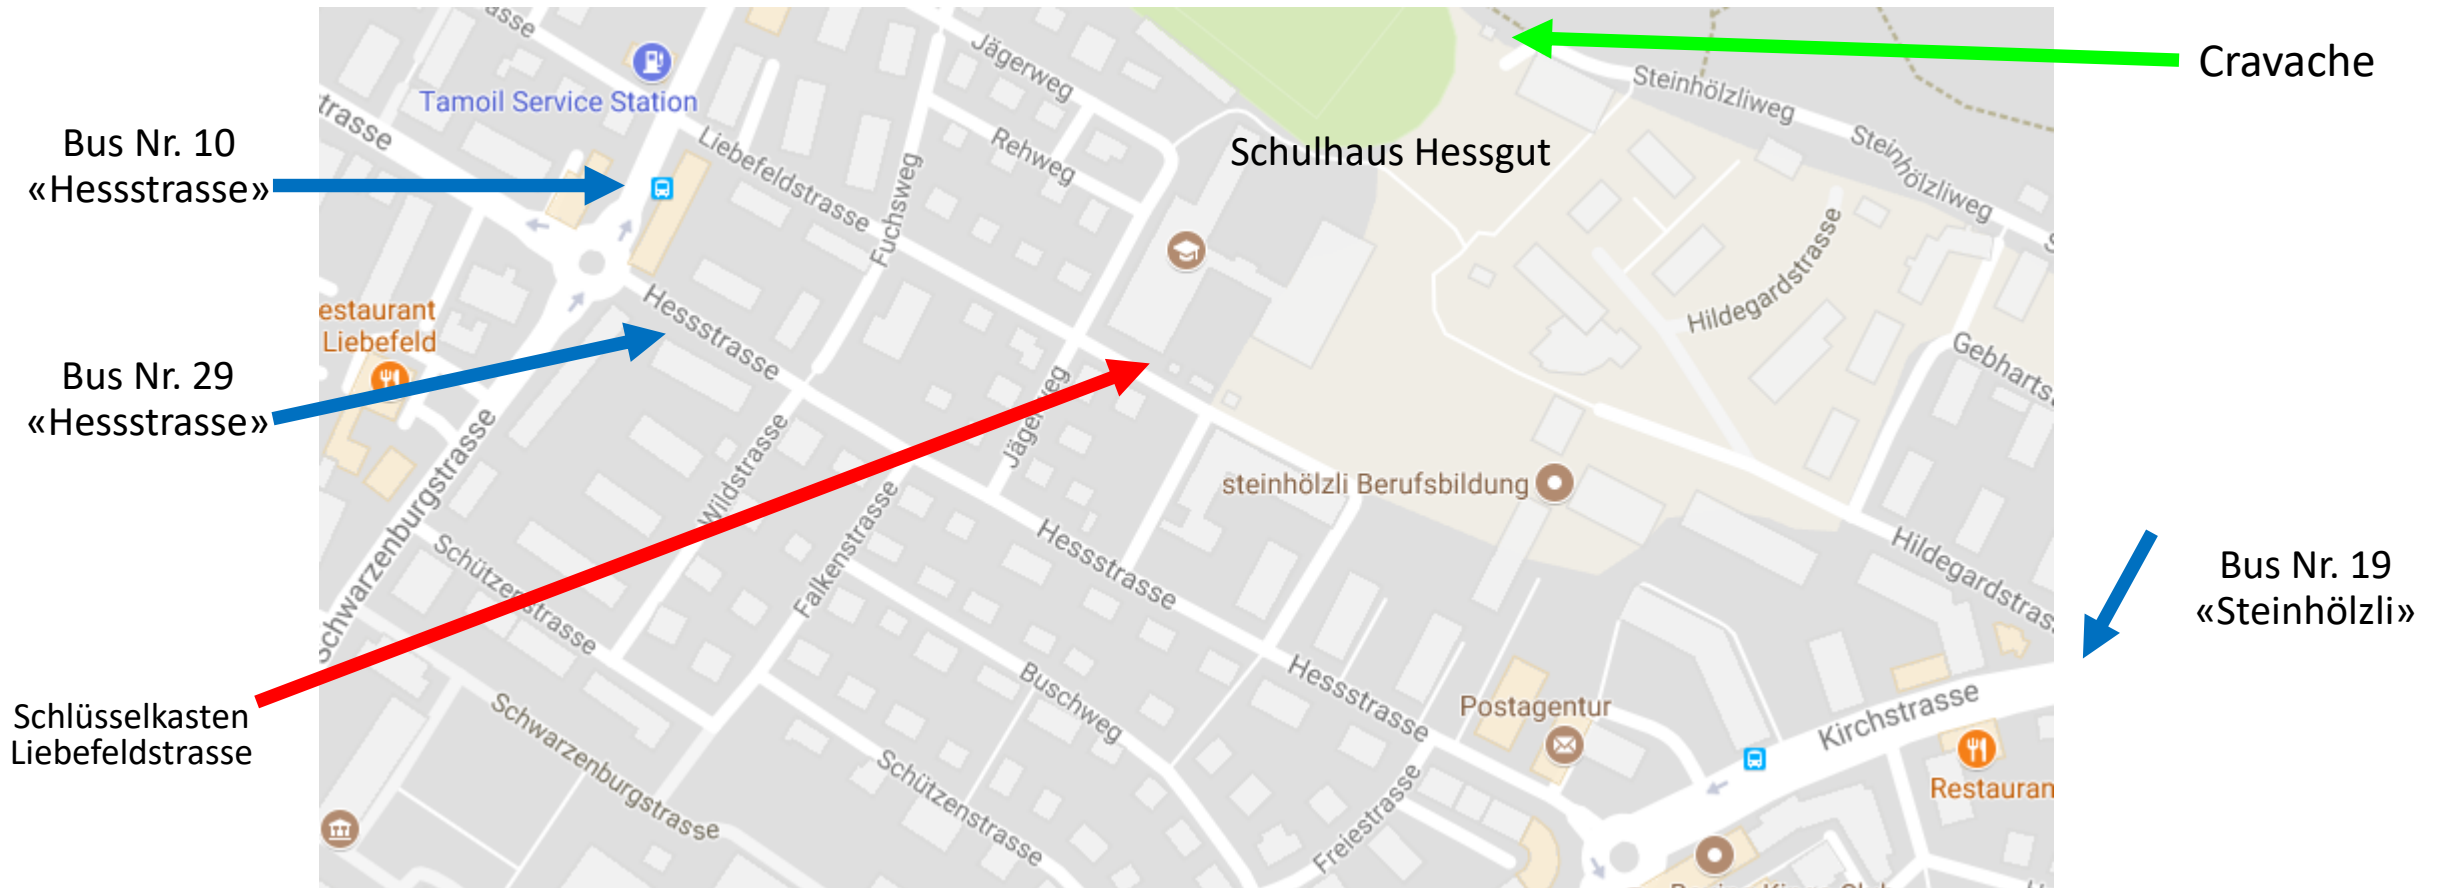 Cravache
Bus Nr. 10
«Hessstrasse»
Bus Nr. 29
«Hessstrasse»
Schlüsselkasten
Liebefeldstrasse
Bus Nr. 19
«Steinhölzli»
Schulhaus Hessgut
asse
trasse
Tamoil Service Station
Liebefeldstrasse
Fuchsweg
Jägerweg
Rehweg
Steinhölzliweg
Steinhölzliweg
Hildegardstrasse
Gebharts
Hessstrasse
estaurant
Liebefeld
Schwarzenburgstrasse
Wildstrasse
Jägerweg
Falkenstrasse
Schützenstrasse
Hessstrasse
steinhölzli Berufsbildung
Hildegardstras
Buschweg
Hessstrasse
Postagentur
Kirchstrasse
Restauran
Schwarzenburgstrasse
Schützenstrasse
Freiestrasse